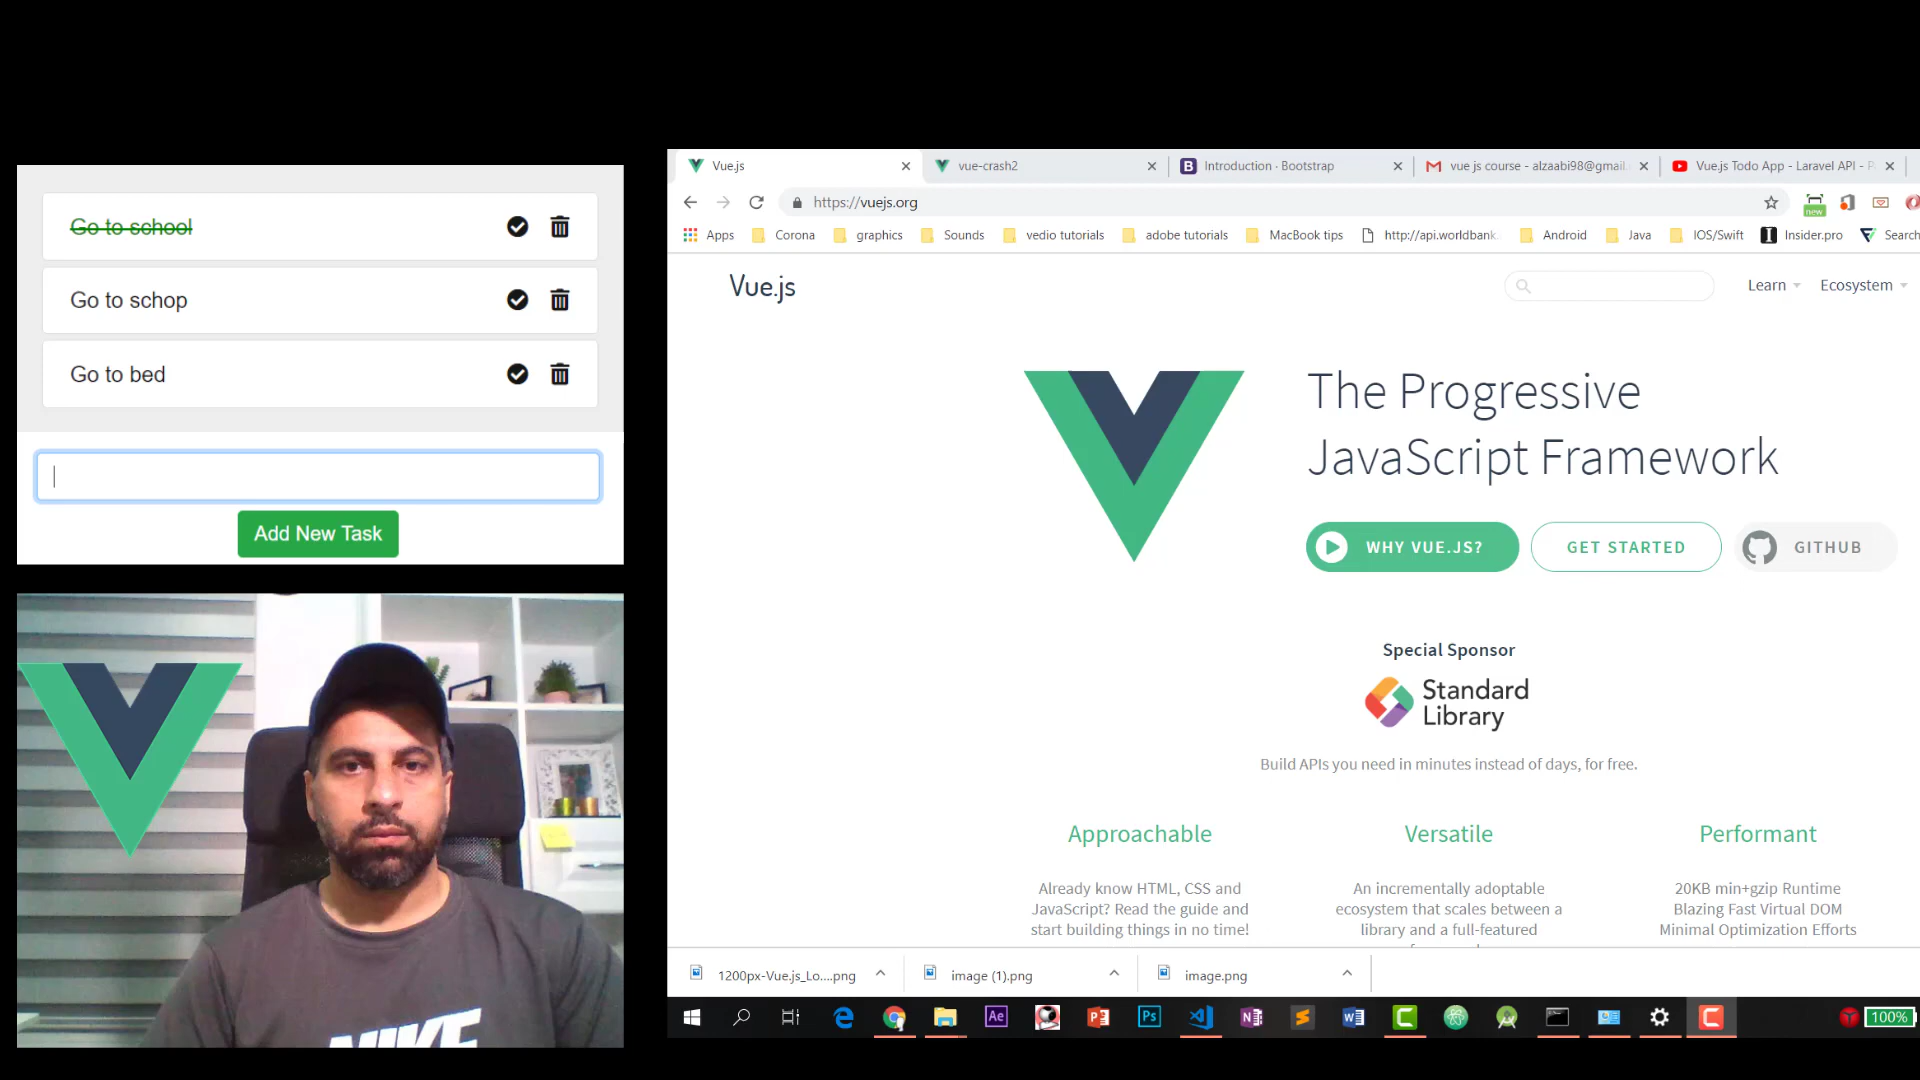 Go to school
Go to schop
Go to bed
Add New Task
NIKE
Vue.js
vue-crash2
Introduction · Bootstrap
vue js course - alzaabi98@gmail.
Vue.js Todo App - Laravel API - P
https://vuejs.org
new
Apps
Corona
graphics
Sounds
vedio tutorials
adobe tutorials
MacBook tips
http://api.worldbank.
Android
Java
IOS/Swift
Insider.pro
Search
Vue.js
Learn
Ecosystem
The Progressive
JavaScript Framework
WHY VUE.JS?
GET STARTED
GITHUB
Special Sponsor
Standard
Library
Build APIs you need in minutes instead of days, for free.
Approachable
Already know HTML, CSS and
JavaScript? Read the guide and
start building things in no time!
Versatile
An incrementally adoptable
ecosystem that scales between a
library and a full-featured
Performant
20KB min+gzip Runtime
Blazing Fast Virtual DOM
Minimal Optimization Efforts
1200px-Vue.js_Lo....png
image (1).png
image.png
Ae
Ps
100%